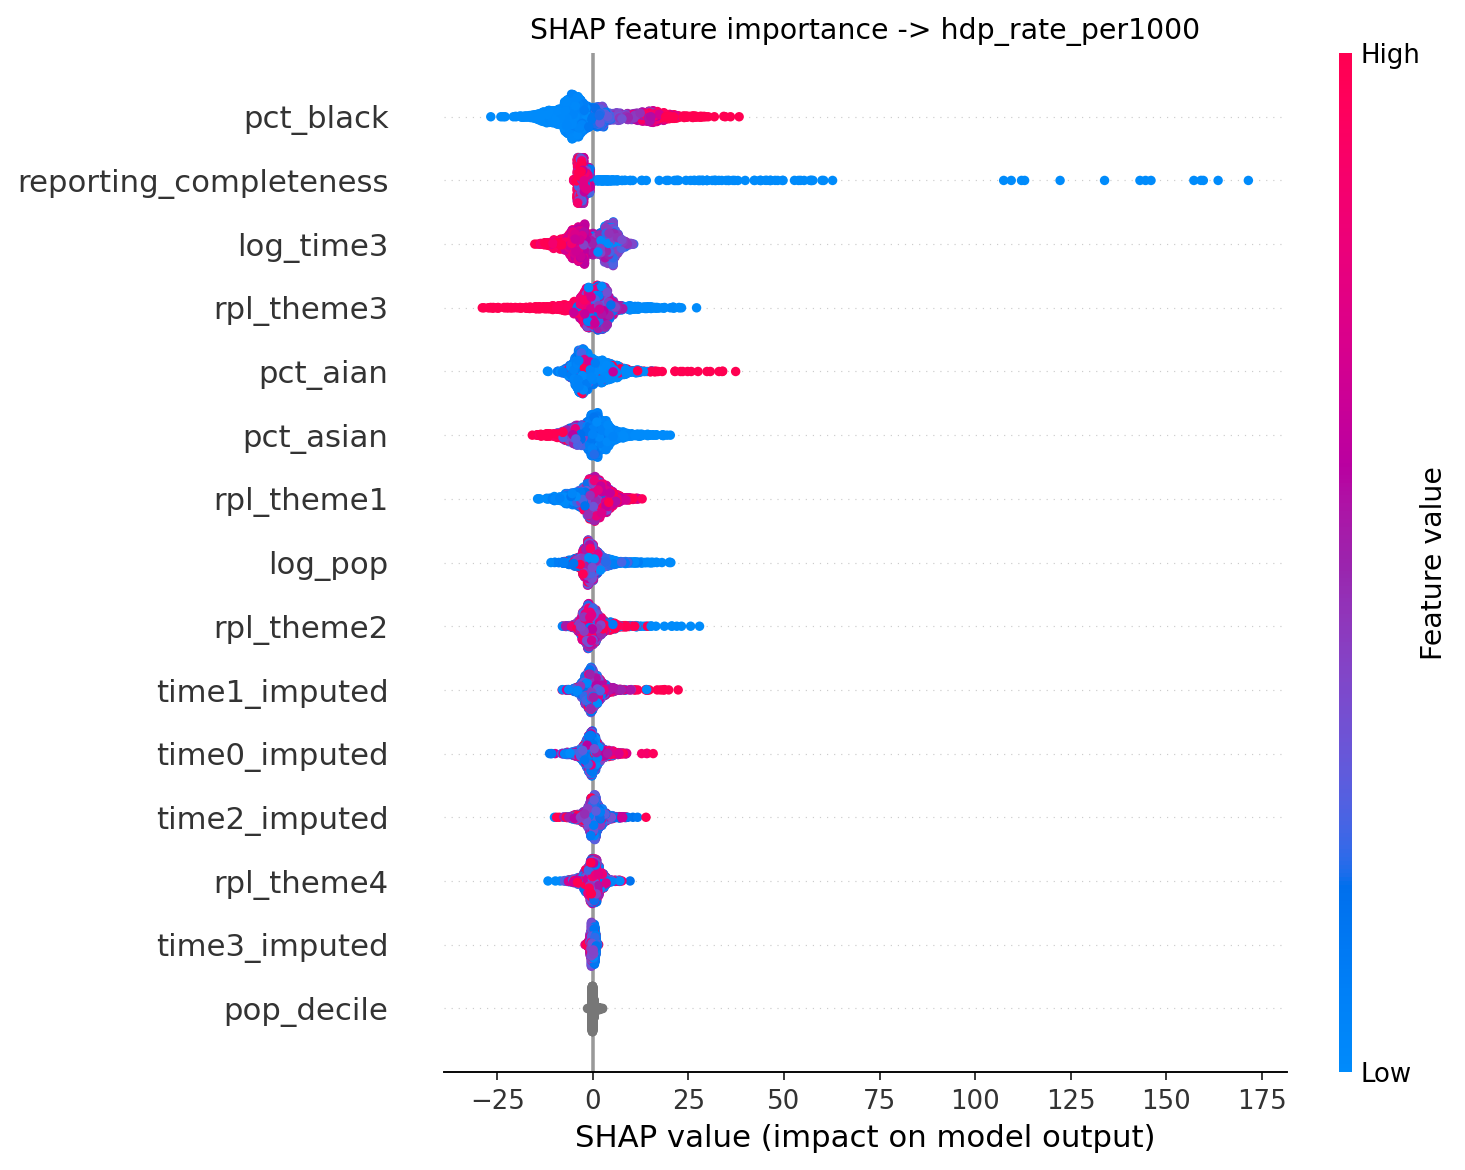 SHAP feature importance -> hdp_rate_per1000
High
pct_black
reporting_completeness
log_time3
rpl_theme3
pct_aian
pct_asian
rpl_theme1
log_pop
rpl_theme2
time1_imputed
time0_imputed
time2_imputed
rpl_theme4
time3_imputed
pop_decile
Feature value
Low
−25 0 25 50 75 100 125 150 175
SHAP value (impact on model output)